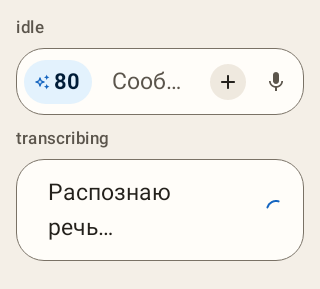 idle
80 Сооб…
transcribing
Распознаю
речь…